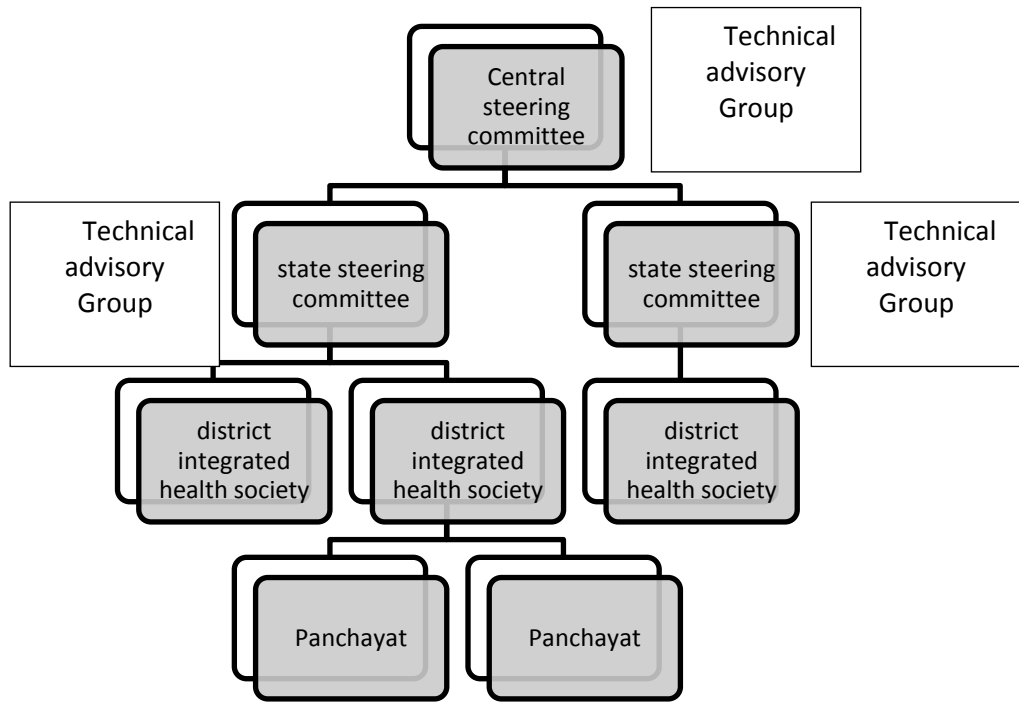 Central
steering
committee
Technical
advisory
Group
Technical
advisory
Group
state steering
committee
state steering
committee
Technical
advisory
Group
district
integrated
health society
district
integrated
health society
district
integrated
health society
Panchayat
Panchayat